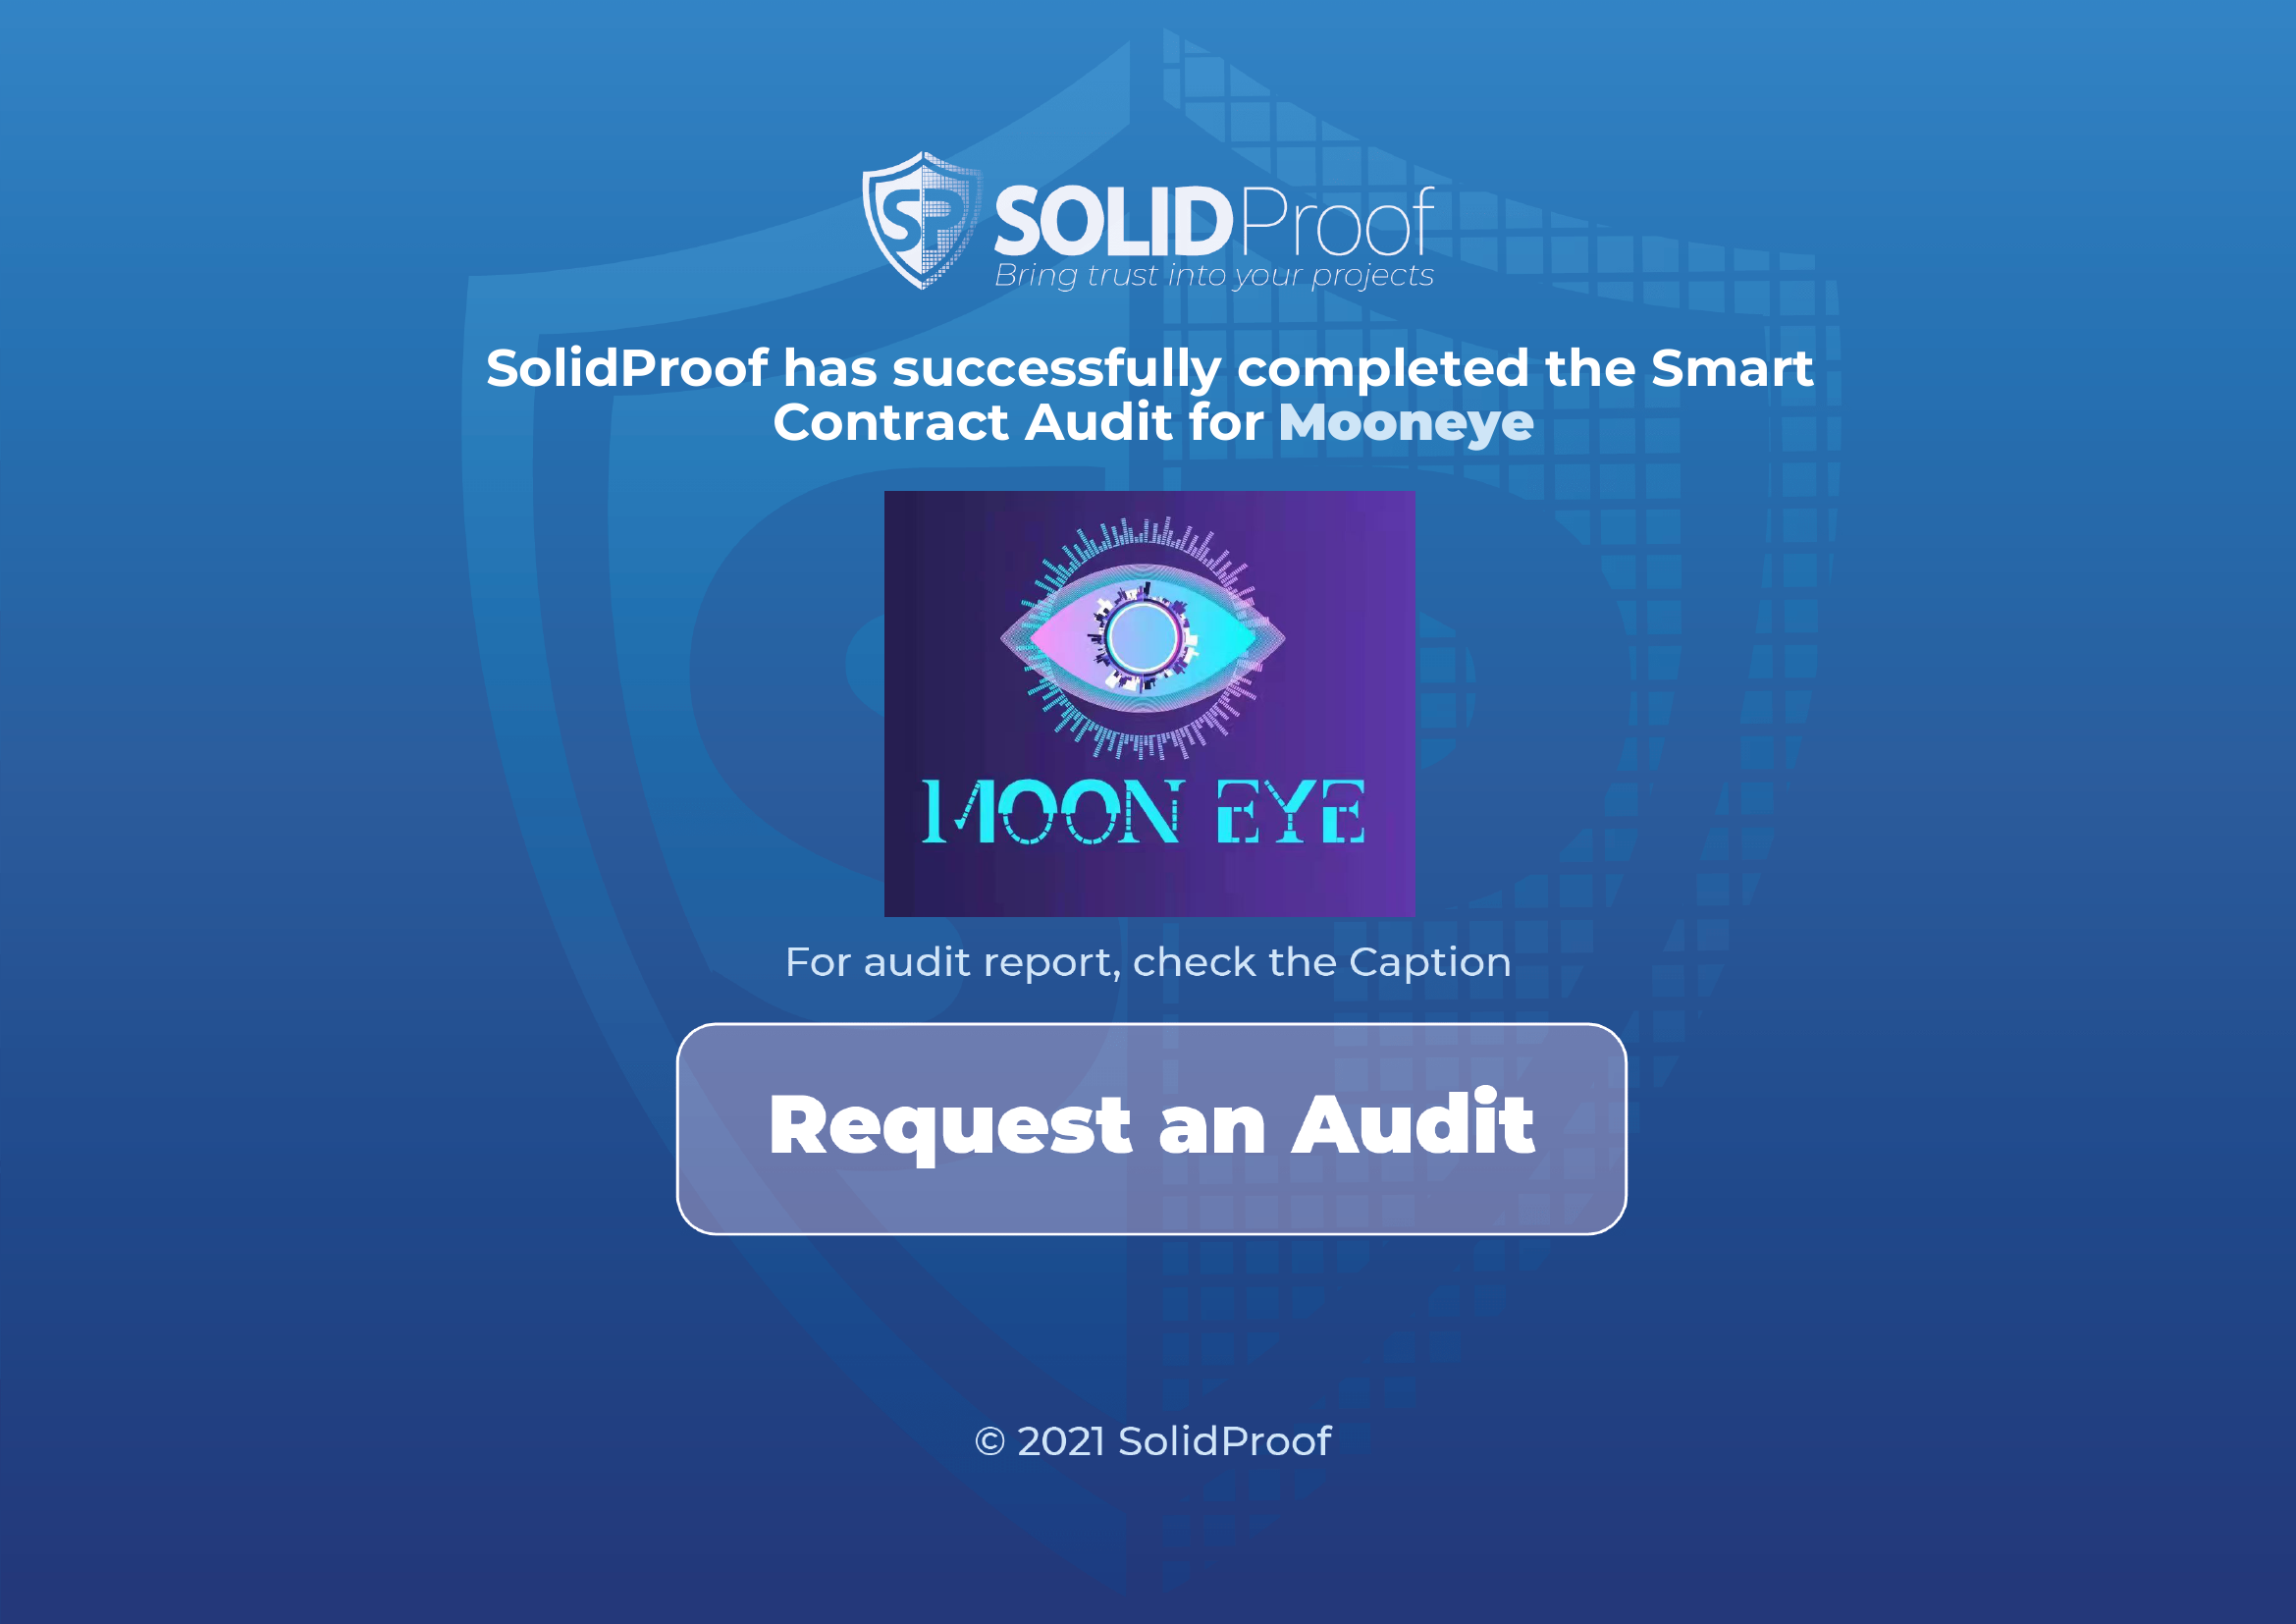 SP
SOLIDProof
Bring trust into your projects
SolidProof has successfully completed the Smart
Contract Audit for Mooneye
MOON EYE
For audit report, check the Caption
Request an Audit
© 2021 SolidProof